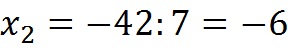 x₂ = −42:7 = −6